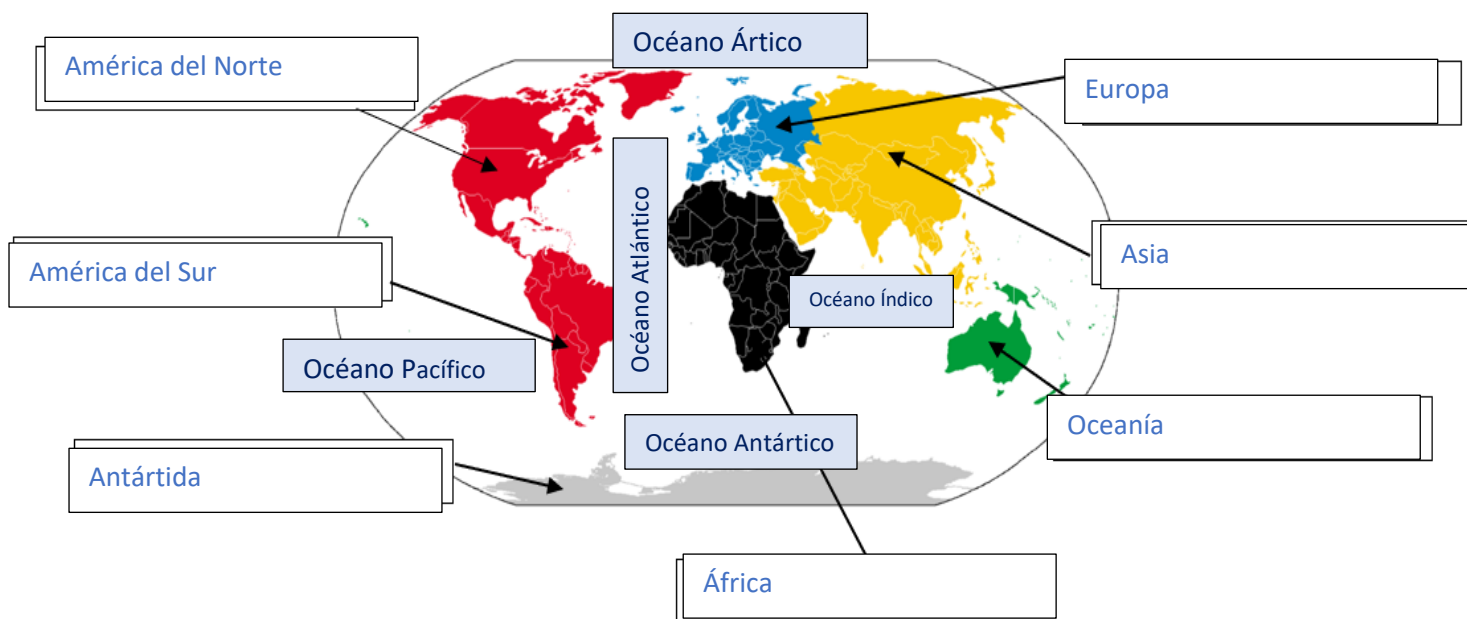 Océano Ártico
América del Norte
Europa
Océano Atlántico
América del Sur
Asia
Océano Índico
Océano Pacífico
Oceanía
Océano Antártico
Antártida
África